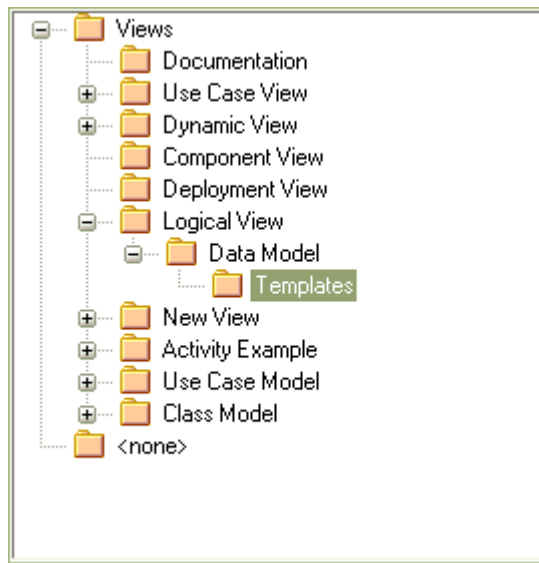 Views
Documentation
Use Case View
Dynamic View
Component View
Deployment View
Logical View
Data Model
Templates
New View
Activity Example
Use Case Model
Class Model
<none>